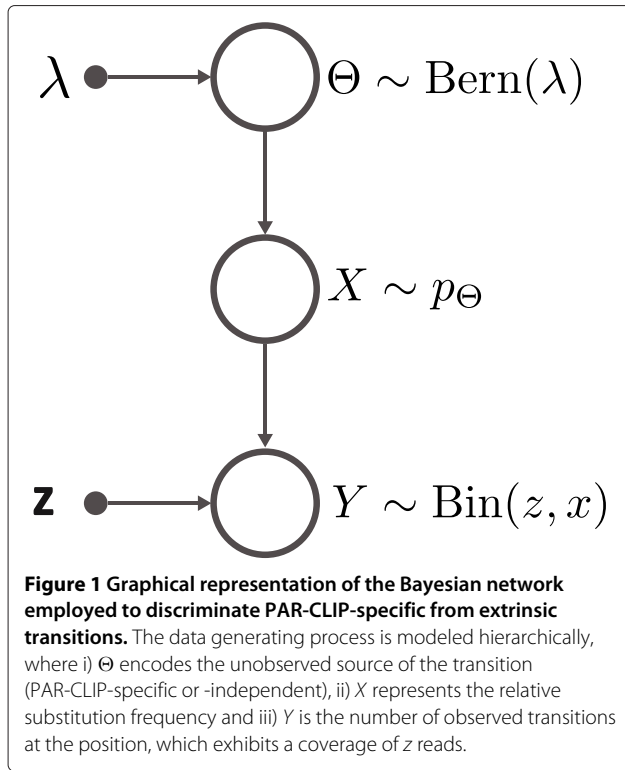 λ
Θ ∼ Bern(λ)
X ∼ p_Θ
z
Y ∼ Bin(z, x)
Figure 1 Graphical representation of the Bayesian network
employed to discriminate PAR-CLIP-specific from extrinsic
transitions. The data generating process is modeled hierarchically,
where i) Θ encodes the unobserved source of the transition
(PAR-CLIP-specific or -independent), ii) X represents the relative
substitution frequency and iii) Y is the number of observed transitions
at the position, which exhibits a coverage of z reads.